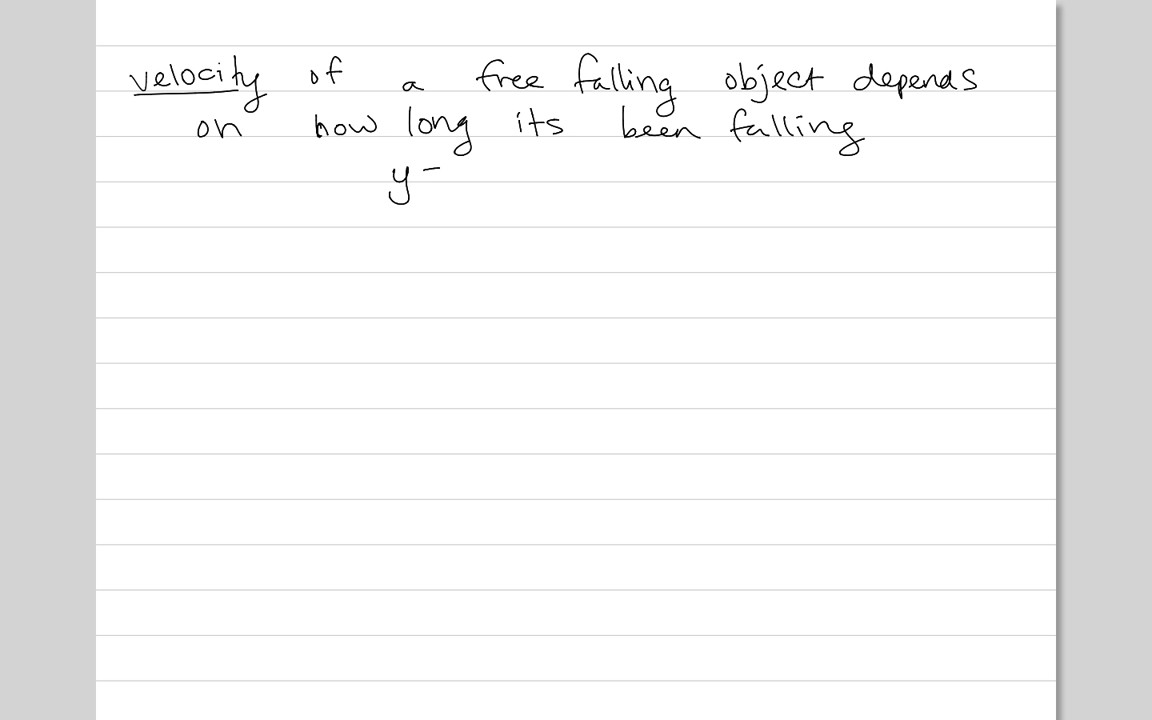 velocity of a free falling object depends
on how long its been falling
y -